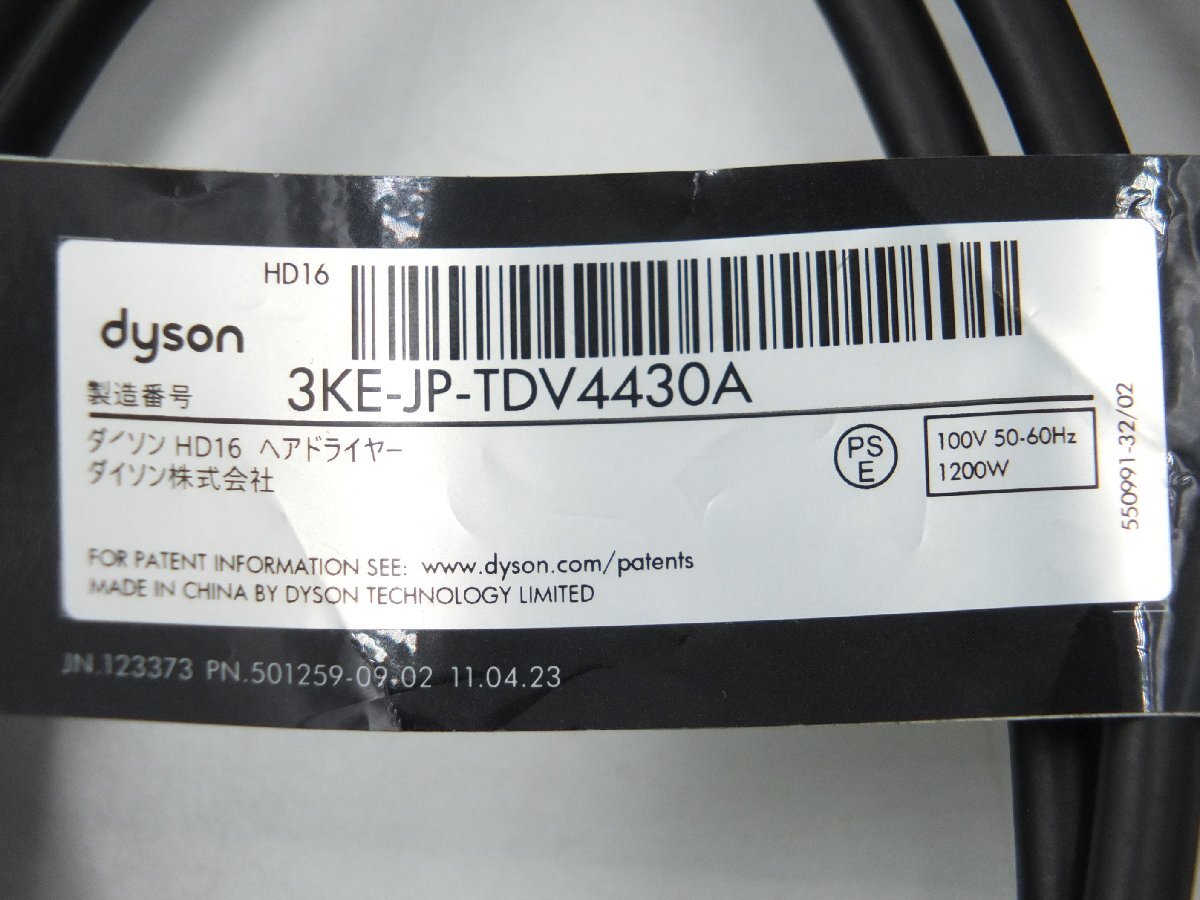 HD16
dyson
製造番号 3KE-JP-TDV4430A
ダイソン HD16 ヘアドライヤー
ダイソン株式会社
PS
E
100V 50-60Hz
1200W
550991-32/02
FOR PATENT INFORMATION SEE: www.dyson.com/patents
MADE IN CHINA BY DYSON TECHNOLOGY LIMITED
JN.123373 PN.501259-09-02 11.04.23